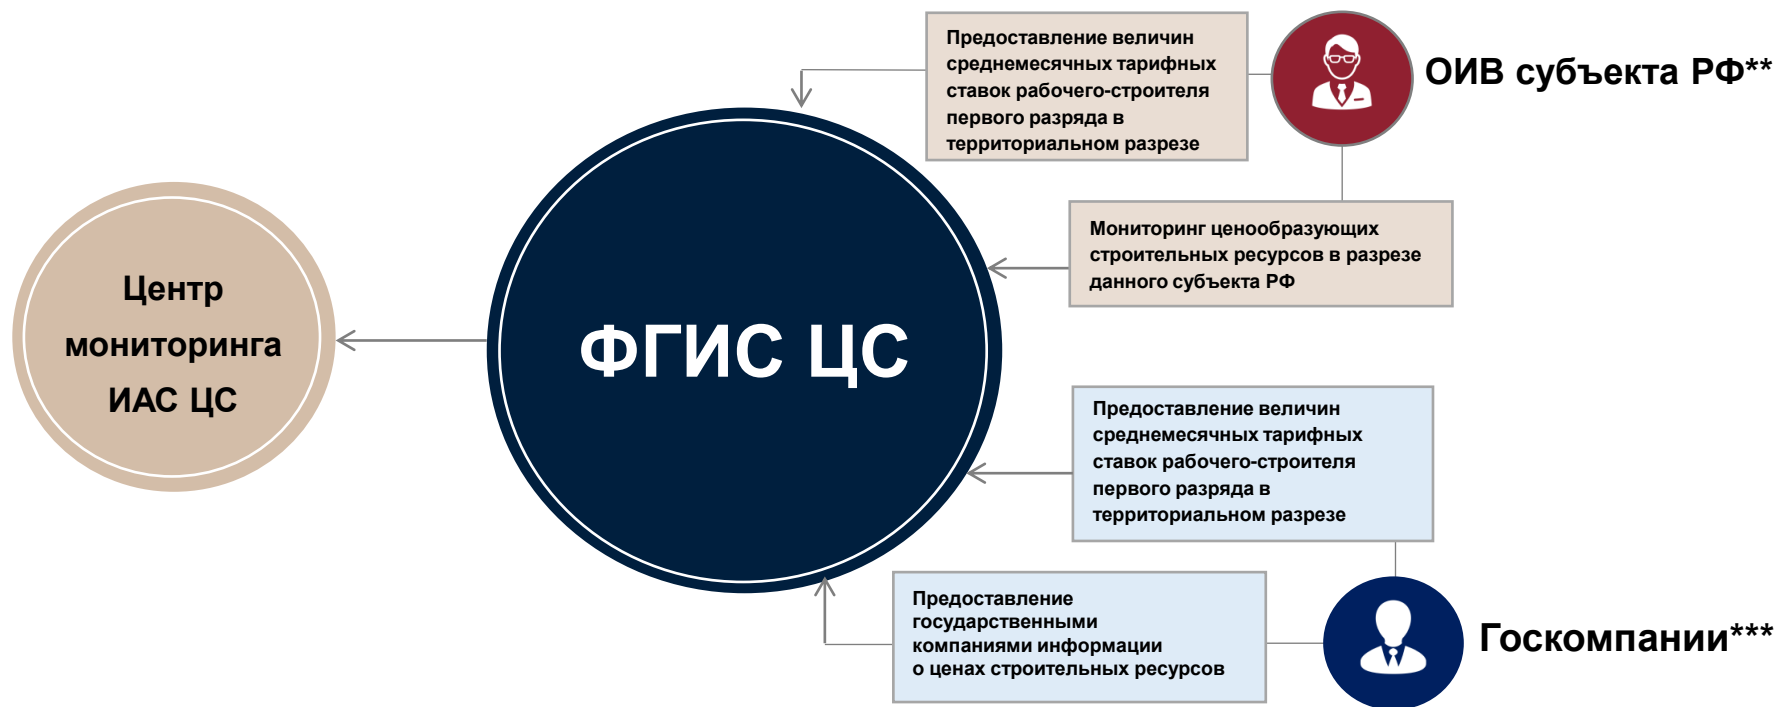 Предоставление величин
среднемесячных тарифных
ставок рабочего-строителя
первого разряда в
территориальном разрезе
ОИВ субъекта РФ**
Мониторинг ценообразующих
строительных ресурсов в разрезе
данного субъекта РФ
Центр
мониторинга
ИАС ЦС
ФГИС ЦС
Предоставление величин
среднемесячных тарифных
ставок рабочего-строителя
первого разряда в
территориальном разрезе
Предоставление
государственными
компаниями информации
о ценах строительных ресурсов
Госкомпании***